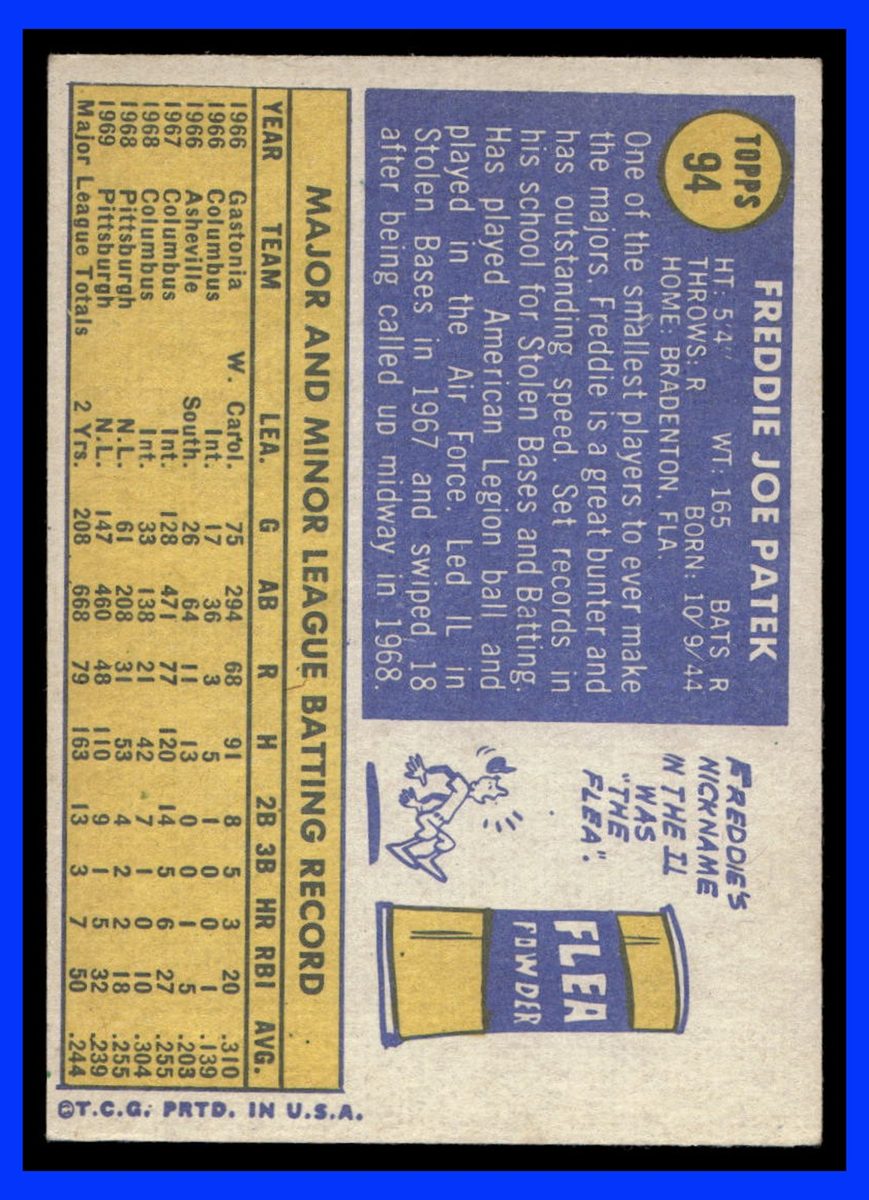 TOPPS
94
FREDDIE JOE PATEK
HT: 5'4" WT: 165 BATS: R
THROWS: R BORN: 10/9/44
HOME: BRADENTON, FLA.
One of the smallest players to ever make
the majors, Freddie is a great bunter and
has outstanding speed. Set records in
his school for Stolen Bases and Batting.
Has played American Legion ball and
played in the Air Force. Led IL in
Stolen Bases in 1967 and swiped 18
after being called up midway in 1968.
FREDDIE'S
NICKNAME
IN THE IL
WAS
"THE
FLEA".
FLEA
POWDER
MAJOR AND MINOR LEAGUE BATTING RECORD
YEAR TEAM LEA. G AB R H 2B 3B HR RBI AVG.
1966 Gastonia W. Carol. 75 294 68 91 8 5 3 20 .310
1966 Columbus Int. 17 36 3 5 1 0 0 1 .139
1966 Asheville South. 26 64 11 13 0 0 1 5 .203
1967 Columbus Int. 128 471 77 120 14 5 6 27 .255
1968 Columbus Int. 33 138 21 42 7 1 0 10 .304
1968 Pittsburgh N.L. 61 208 31 53 4 2 2 18 .255
1969 Pittsburgh N.L. 147 460 48 110 9 1 5 32 .239
Major League Totals 2 Yrs. 208 668 79 163 13 3 7 50 .244
©T.C.G. PRTD. IN U.S.A.